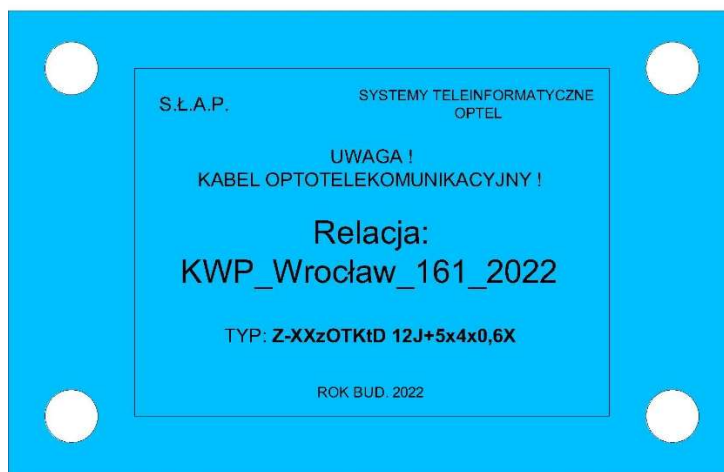 S.Ł.A.P.
SYSTEMY TELEINFORMATYCZNE
OPTEL
UWAGA !
KABEL OPTOTELEKOMUNIKACYJNY !
Relacja:
KWP_Wrocław_161_2022
TYP: Z-XXzOTKtD 12J+5x4x0,6X
ROK BUD. 2022